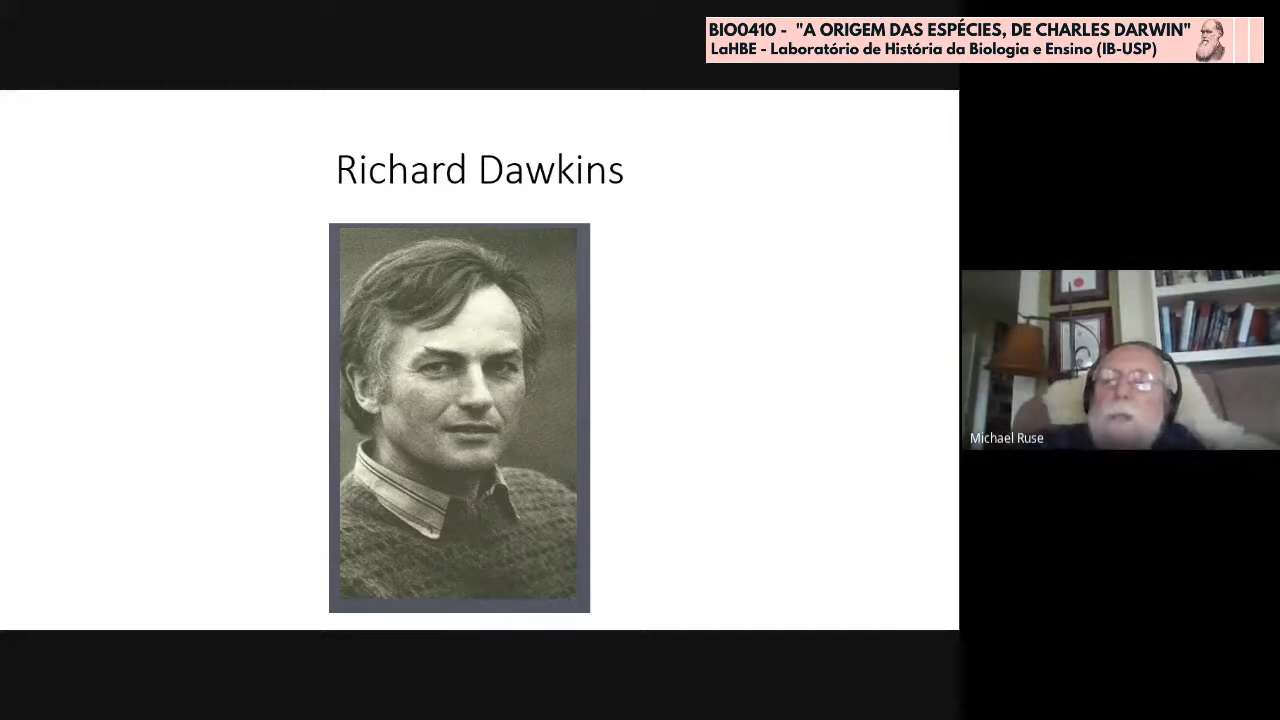 BIO0410 - "A ORIGEM DAS ESPÉCIES, DE CHARLES DARWIN"
LaHBE - Laboratório de História da Biologia e Ensino (IB-USP)
Richard Dawkins
Michael Ruse